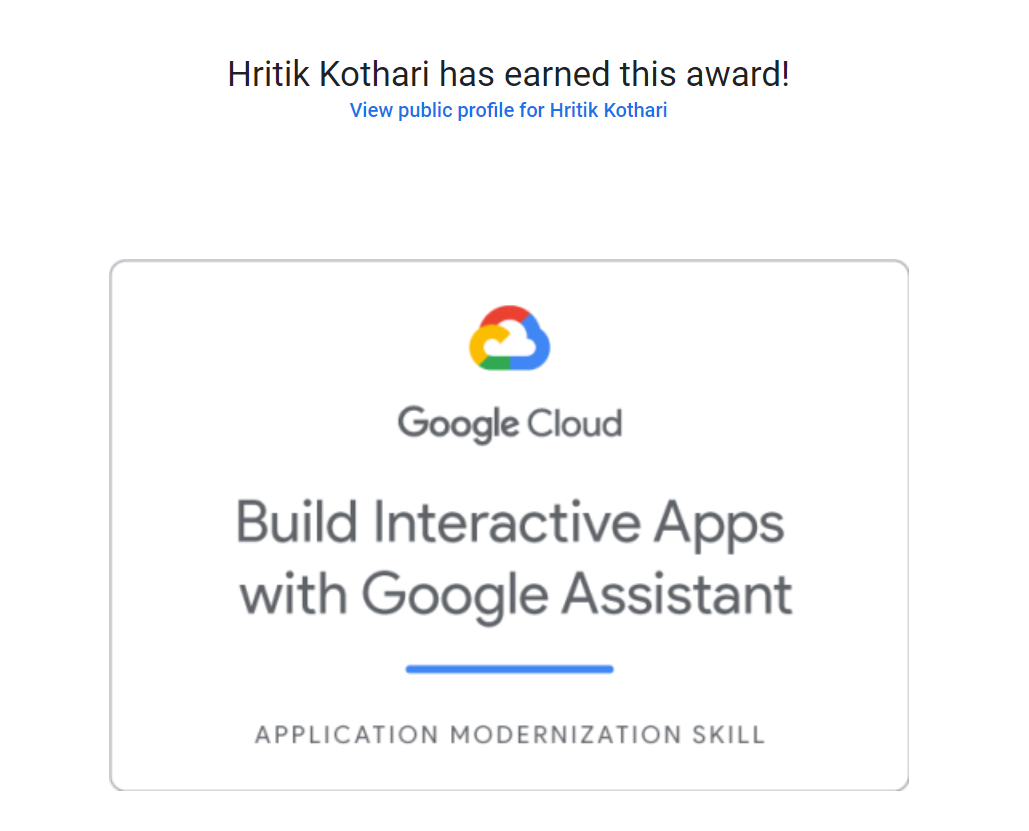 Hritik Kothari has earned this award!
View public profile for Hritik Kothari
Google Cloud
Build Interactive Apps
with Google Assistant
APPLICATION MODERNIZATION SKILL